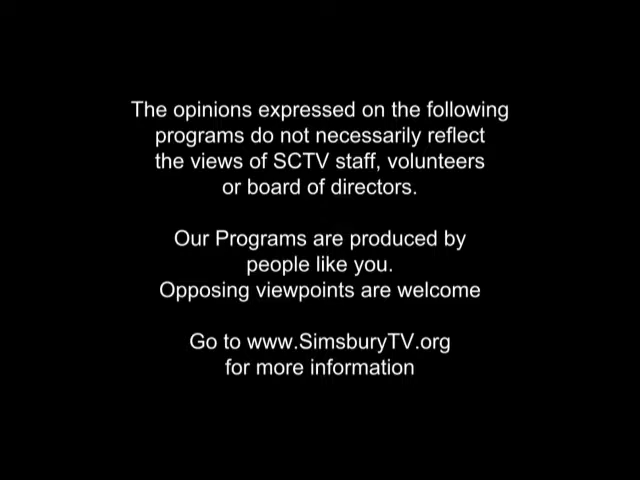 The opinions expressed on the following
programs do not necessarily reflect
the views of SCTV staff, volunteers
or board of directors.
Our Programs are produced by
people like you.
Opposing viewpoints are welcome
Go to www.SimsburyTV.org
for more information